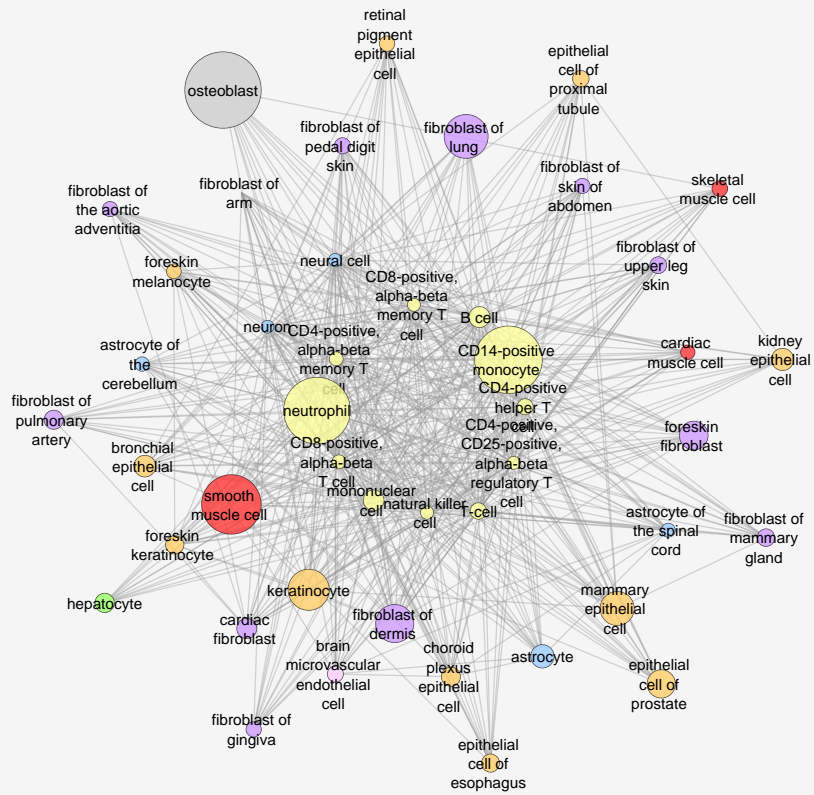 retinal
pigment
epithelial
cell
epithelial
cell of
proximal
tubule
osteoblast
fibroblast of
pedal digit
skin
fibroblast of
lung
fibroblast of
skin of
abdomen
skeletal
muscle cell
fibroblast of
the aortic
adventitia
fibroblast of
arm
foreskin
melanocyte
neural cell
CD8-positive,
alpha-beta
memory T
cell
fibroblast of
upper leg
skin
neuron
B cell
CD4-positive,
alpha-beta
memory T
cell
CD14-positive
monocyte
cardiac
muscle cell
kidney
epithelial
cell
astrocyte of
the
cerebellum
neutrophil
CD4-positive
helper T
cell
fibroblast of
pulmonary
artery
CD4-positive,
CD25-positive,
alpha-beta
regulatory T
cell
foreskin
fibroblast
bronchial
epithelial
cell
CD8-positive,
alpha-beta
T cell
smooth
muscle cell
mononuclear
cell
natural killer
cell
T-cell
astrocyte of
the spinal
cord
fibroblast of
mammary
gland
foreskin
keratinocyte
hepatocyte
keratinocyte
cardiac
fibroblast
fibroblast of
dermis
mammary
epithelial
cell
brain
microvascular
endothelial
cell
choroid
plexus
epithelial
cell
astrocyte
epithelial
cell of
prostate
fibroblast of
gingiva
epithelial
cell of
esophagus